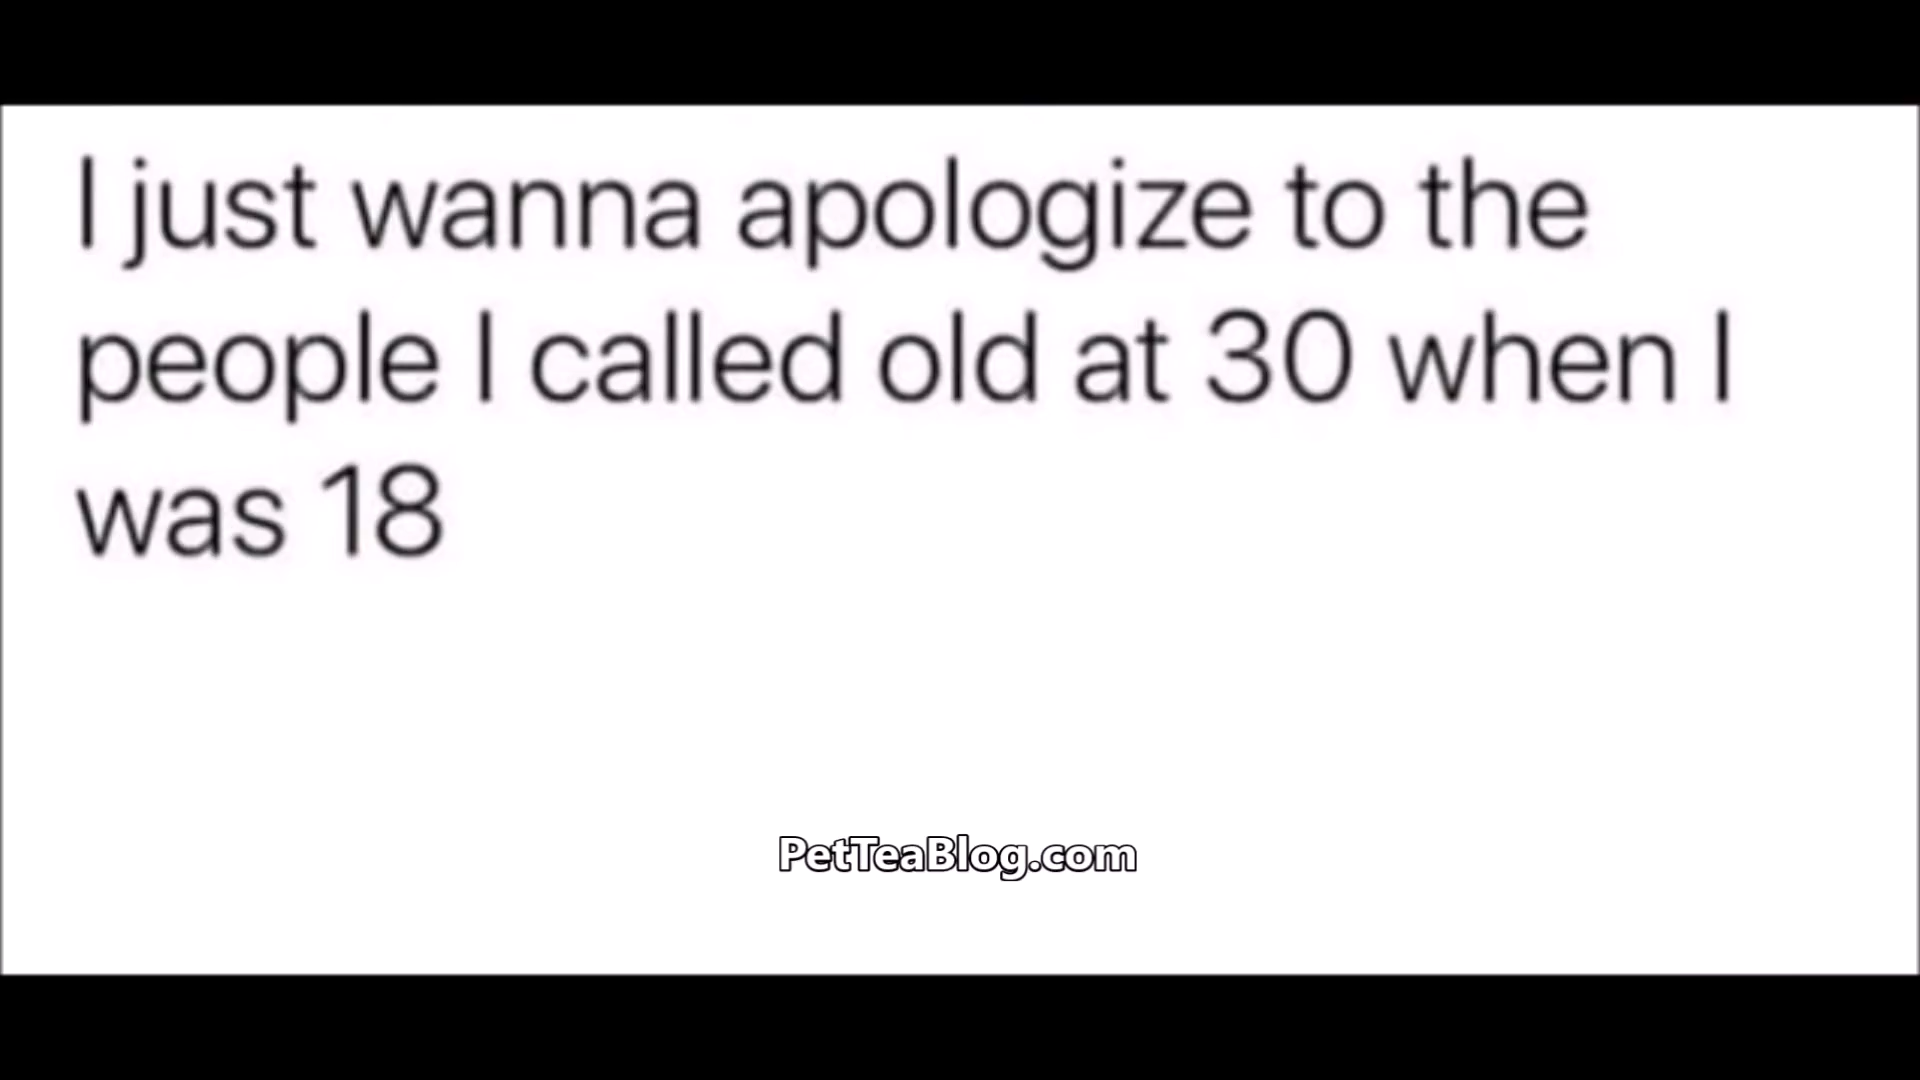 I just wanna apologize to the
people I called old at 30 when I
was 18
PetTeaBlog.com